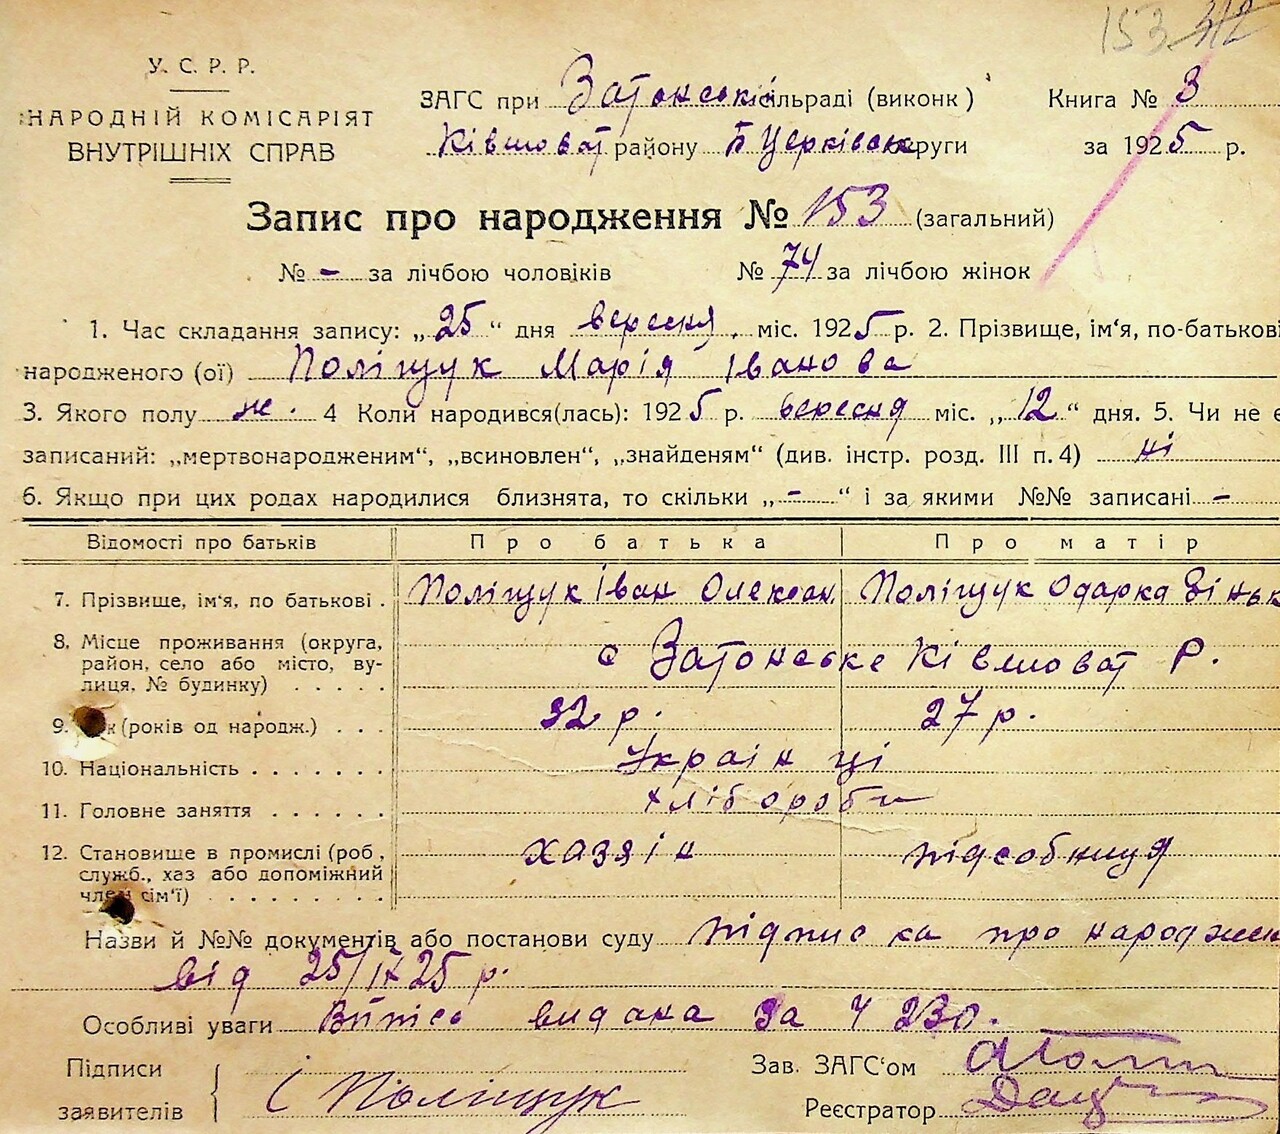 153
У. С. Р. Р.
НАРОДНІЙ КОМІСАРІЯТ
ВНУТРІШНІХ СПРАВ
ЗАГС при Затонській сільраді (виконк)
Книга № 3
Ківшоват району Б Церківськ округи
за 1925 р.
Запис про народження № 153 (загальний)
№ - за лічбою чоловіків № 74 за лічбою жінок
1. Час складання запису: „25“ дня вересня міс. 1925 р. 2. Прізвище, ім‘я, по-батькові
народженого (ої) Поліщук Марія Іванова
3. Якого полу ж. 4 Коли народився(лась): 1925 р. вересня міс. „12“ дня. 5. Чи не є
записаний: „мертвонародженим“, „всиновлен“, „знайденям“ (див. інстр. розд. III п. 4) ні
6. Якщо при цих родах народилися близнята, то скільки „-“ і за якими №№ записані -
Відомості про батьків Про батька Про матір
7. Прізвище, ім‘я, по батькові . Поліщук Іван Олексан Поліщук Одарка Зіньк
8. Місце проживання (округа,
район, село або місто, ву-
лиця, № будинку) . . . . . с Затонське Ківшоват Р.
9. (років од народж.) . . . 32 р. 27 р.
10. Національність . . . . . . . Українці
11. Головне заняття . . . . . . хлібороби
12. Становище в промислі (роб.,
служб., хаз або допоміжний
член сім‘ї) . . . . . . . . . хазяїн підсобниця
Назви й №№ документів або постанови суду підписка про народжен
від 25/IX 25 р.
Особливі уваги видана за Ч 230.
Підписи
заявителів Поліщук
Зав. ЗАГС‘ом
Реєстратор